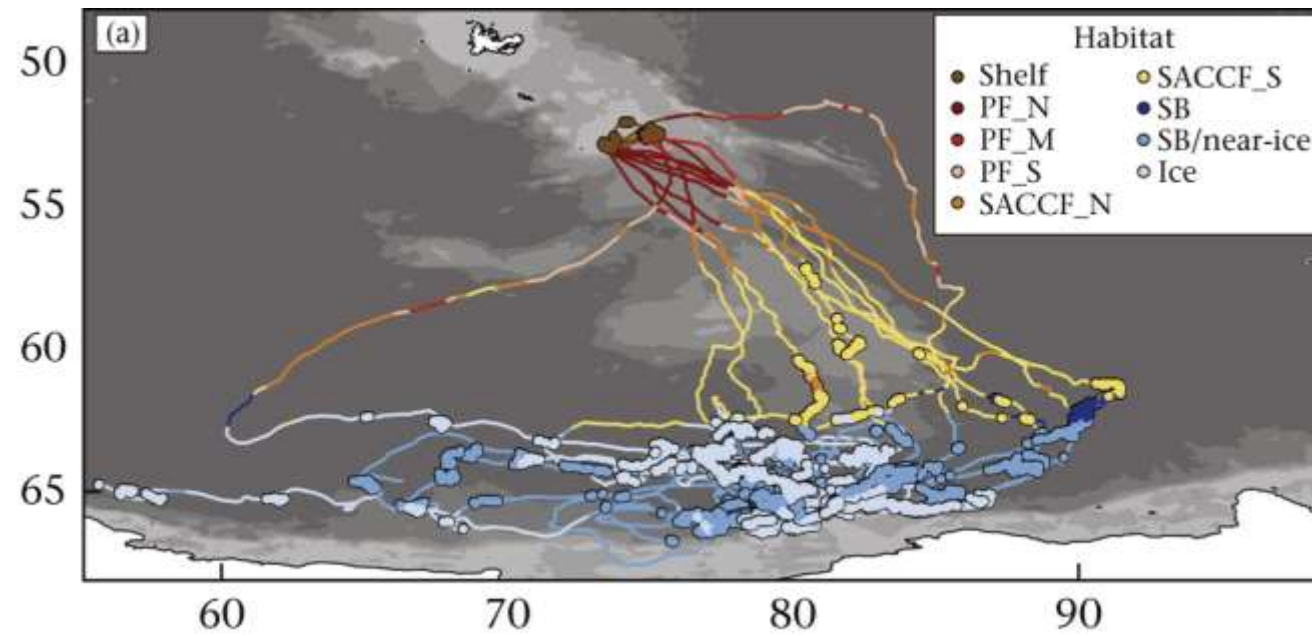 (a)
Habitat
Shelf
PF_N
PF_M
PF_S
SACCF_N
SACCF_S
SB
SB/near-ice
Ice
50
55
60
65
60 70 80 90